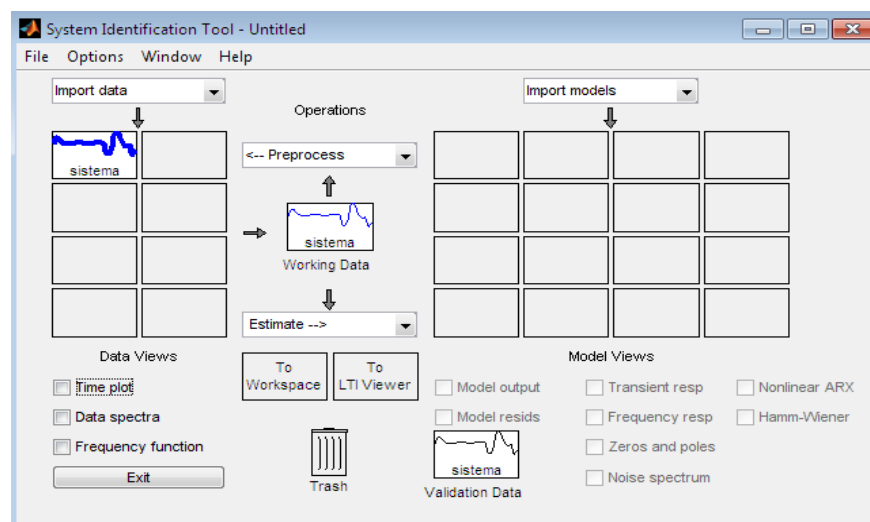 System Identification Tool - Untitled
File Options Window Help
Import data
Operations
Import models
<-- Preprocess
sistema
sistema
Working Data
Estimate -->
Data Views
To Workspace
To LTI Viewer
Model Views
Time plot
Data spectra
Frequency function
Exit
Trash
Model output
Transient resp
Nonlinear ARX
Model resids
Frequency resp
Hamm-Wiener
Zeros and poles
Noise spectrum
sistema
Validation Data